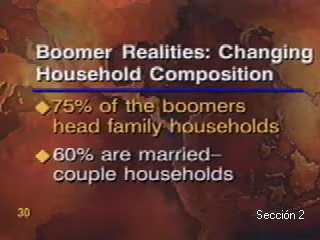 Boomer Realities: Changing
Household Composition
75% of the boomers
head family households
60% are married–
couple households
30
Sección 2